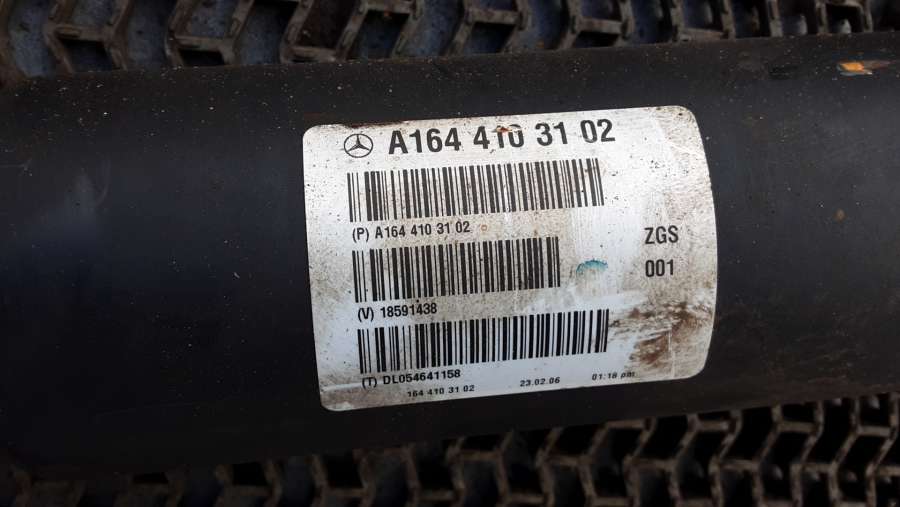 A164 410 31 02
(P) A164 410 31 02
ZGS
001
(V) 18591438
(T) DL054641158
164 410 31 02 23.02.06 01:18 pm